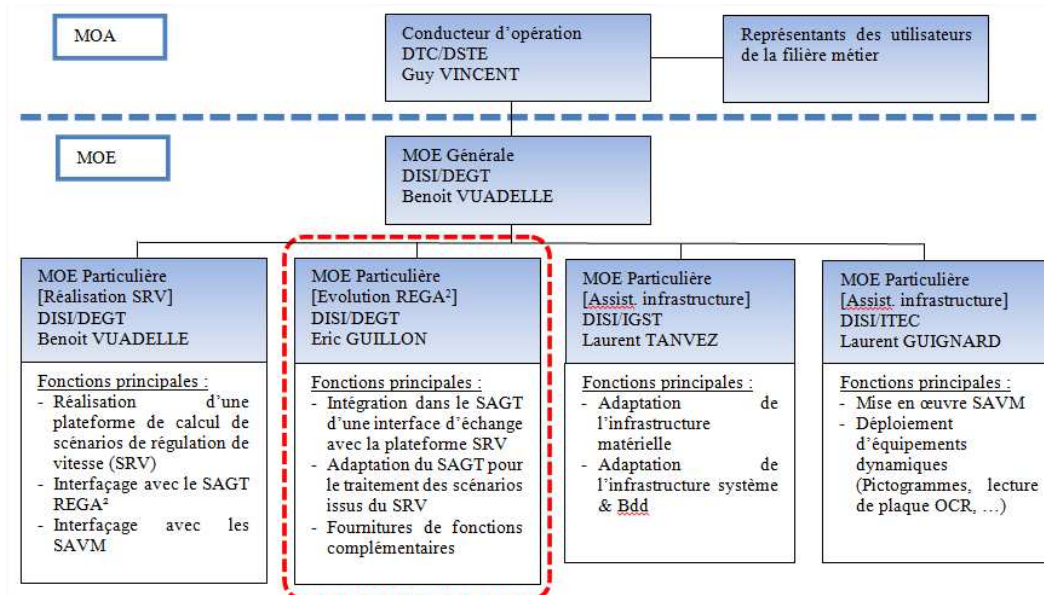 MOA
Conducteur d'opération
DTC/DSTE
Guy VINCENT
Représentants des utilisateurs
de la filière métier
MOE
MOE Générale
DISI/DEGT
Benoit VUADELLE
MOE Particulière
[Réalisation SRV]
DISI/DEGT
Benoit VUADELLE
Fonctions principales :
- Réalisation d'une
plateforme de calcul de
scénarios de régulation de
vitesse (SRV)
- Interfaçage avec le SAGT
REGA²
- Interfaçage avec les
SAVM
MOE Particulière
[Evolution REGA²]
DISI/DEGT
Eric GUILLON
Fonctions principales :
- Intégration dans le SAGT
d'une interface d'échange
avec la plateforme SRV
- Adaptation du SAGT pour
le traitement des scénarios
issus du SRV
- Fournitures de fonctions
complémentaires
MOE Particulière
[Assist. infrastructure]
DISI/IGST
Laurent TANVEZ
Fonctions principales :
- Adaptation de
l'infrastructure
matérielle
- Adaptation de
l'infrastructure système
& Bdd
MOE Particulière
[Assist. infrastructure]
DISI/ITEC
Laurent GUIGNARD
Fonctions principales :
- Mise en œuvre SAVM
- Déploiement
d'équipements
dynamiques
(Pictogrammes, lecture
de plaque OCR, …)